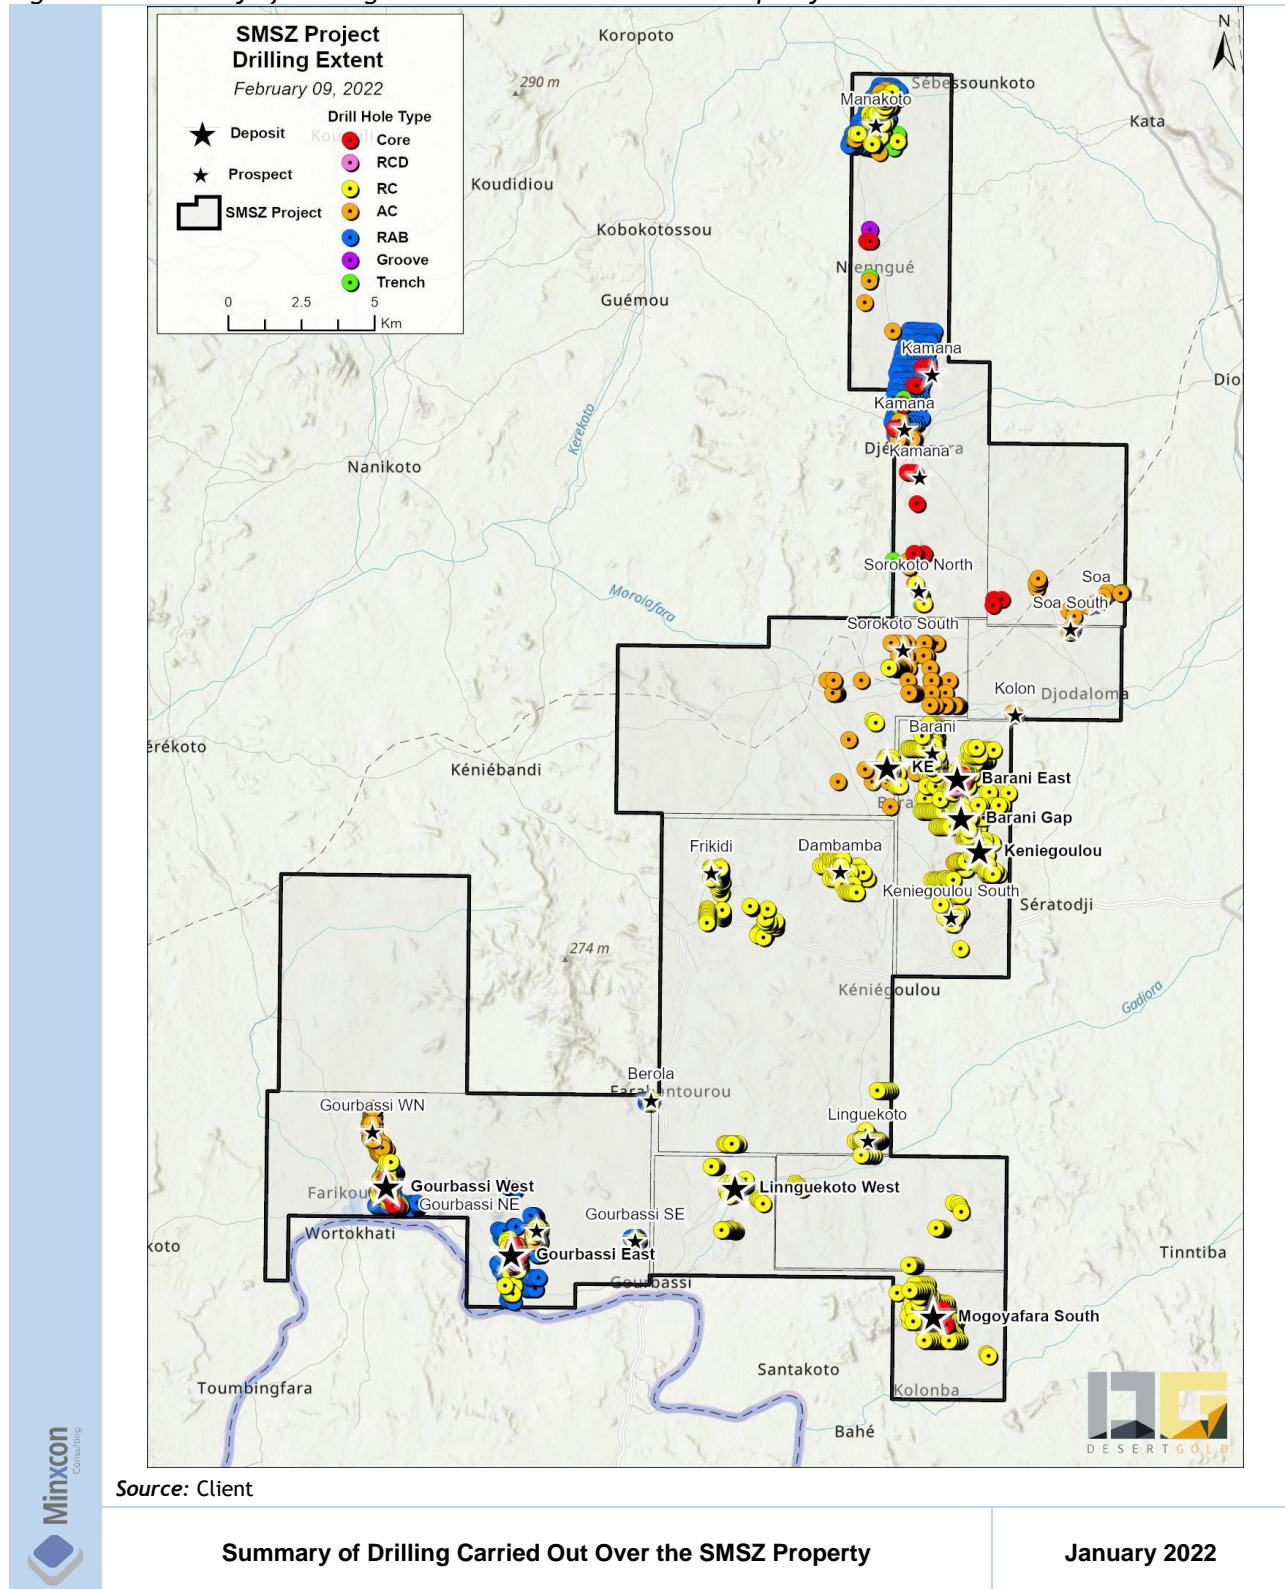 SMSZ Project
Drilling Extent
February 09, 2022
Drill Hole Type
Deposit
Prospect
SMSZ Project
Core
RCD
RC
AC
RAB
Groove
Trench
0 2.5 5
Km
N
Koropoto
290 m
Sébessounkoto
Manakoto
Kata
Koudidiou
Kobokotossou
Guémou
Kamana
Kerekoto
Kamana
Kamana
Nanikoto
Sorokoto North
Soa
Moroiafara
Soa South
Sorokoto South
Kolon
Djodaloma
Barani
Kéniébandi
KE
Barani East
Barani Gap
Frikidi
Dambamba
Keniegoulou
Keniegoulou South
Sératodji
274 m
Kéniégoulou
Gadiora
Berola
Gourbassi WN
Linguekoto
Gourbassi West
Linnguekoto West
Gourbassi NE
Gourbassi SE
Wortokhati
Gourbassi East
Tinntiba
Gourbassi
Mogoyafara South
Santakoto
Toumbingfara
Kolonba
Bahé
DESERT GOLD
Minxcon
Consulting
Source: Client
Summary of Drilling Carried Out Over the SMSZ Property
January 2022